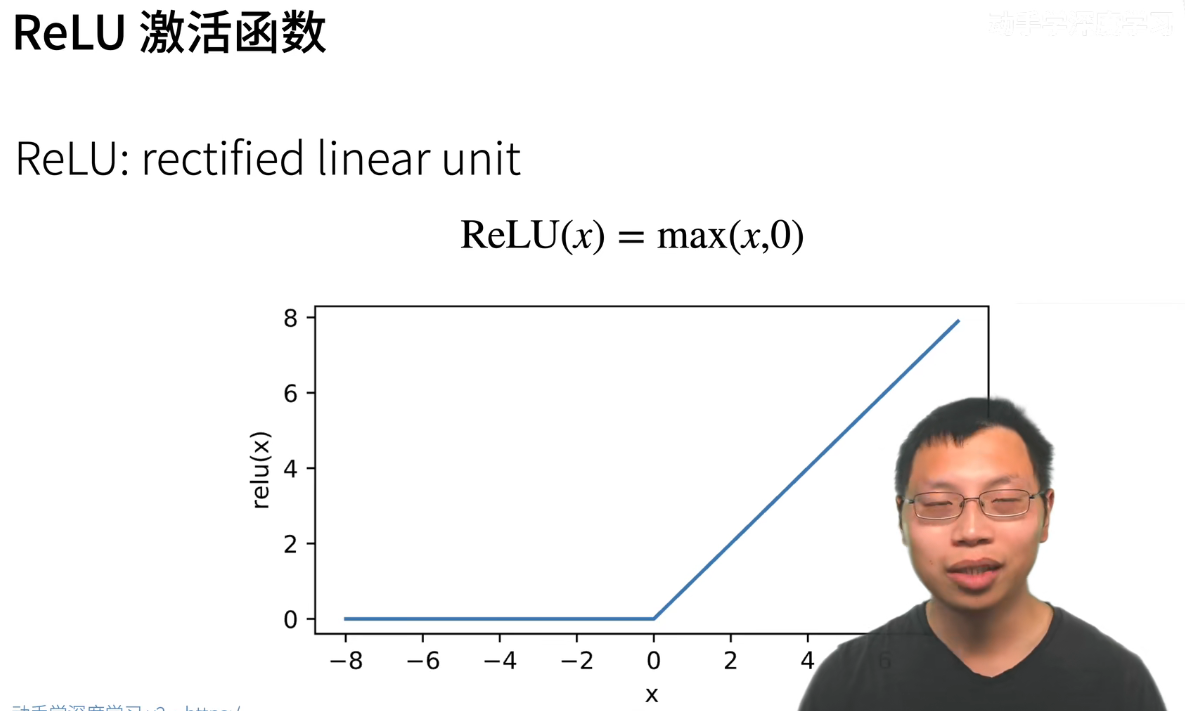 ReLU 激活函数
动手学深度学习
ReLU: rectified linear unit
ReLU(x) = max(x,0)
8
6
4
2
0
relu(x)
−8 −6 −4 −2 0 2 4 6
x
动手学深度学习 v2 · https:/